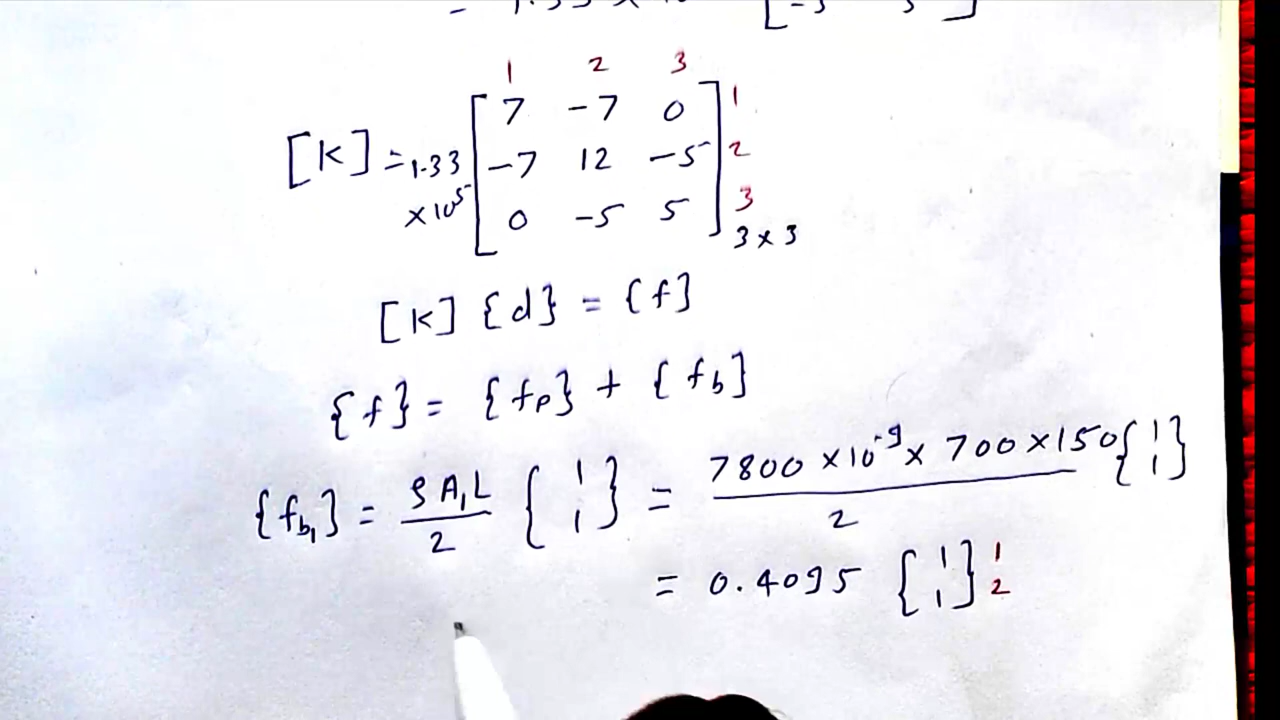 1 2 3
7 -7 0 1
[K] = 1.33 -7 12 -5 2
×10⁵ 0 -5 5 3
3×3
[K] {d} = {f}
{f} = {fₚ} + {f_b}
{f_b₁} = ρA₁L/2 {1 1} = 7800×10⁻⁹×700×150/2 {1 1}
= 0.4095 {1 1} 1 2